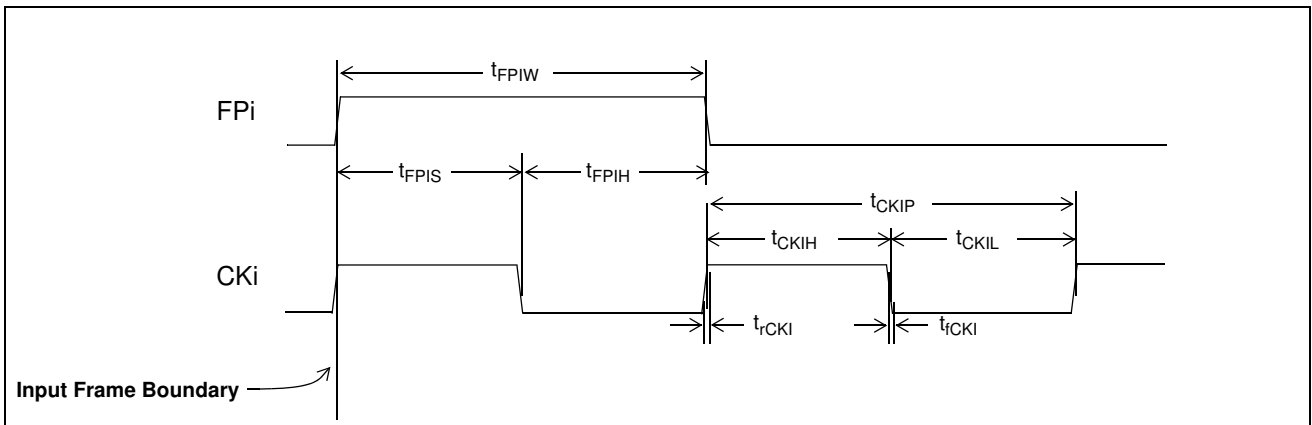 tFPIW
FPi
tFPIS
tFPIH
tCKIP
tCKIH
tCKIL
CKi
trCKI
tfCKI
Input Frame Boundary